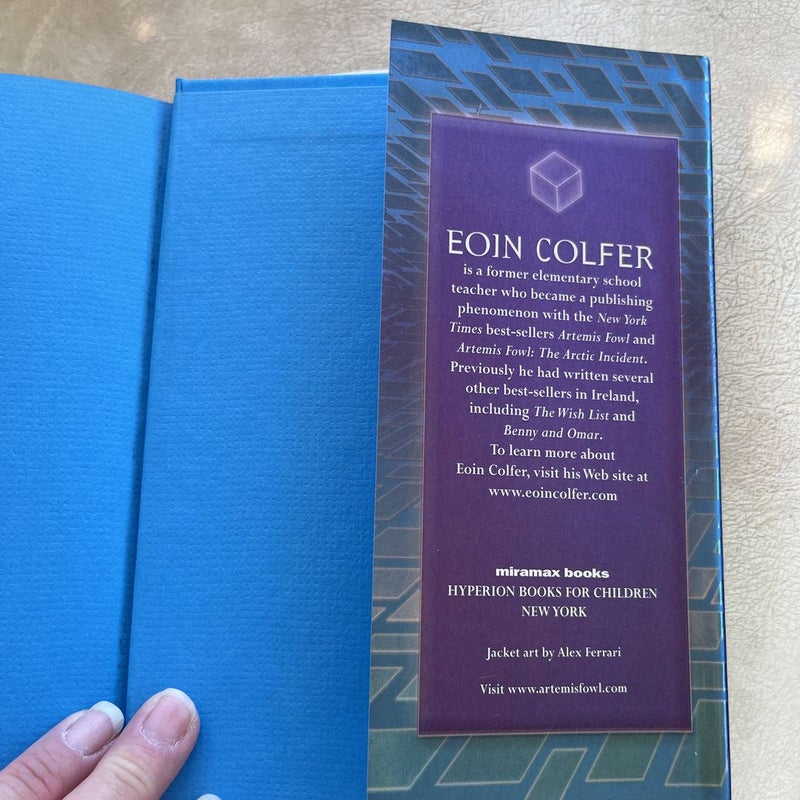 EOIN COLFER
is a former elementary school
teacher who became a publishing
phenomenon with the New York
Times best-sellers Artemis Fowl and
Artemis Fowl: The Arctic Incident.
Previously he had written several
other best-sellers in Ireland,
including The Wish List and
Benny and Omar.
To learn more about
Eoin Colfer, visit his Web site at
www.eoincolfer.com
miramax books
HYPERION BOOKS FOR CHILDREN
NEW YORK
Jacket art by Alex Ferrari
Visit www.artemisfowl.com